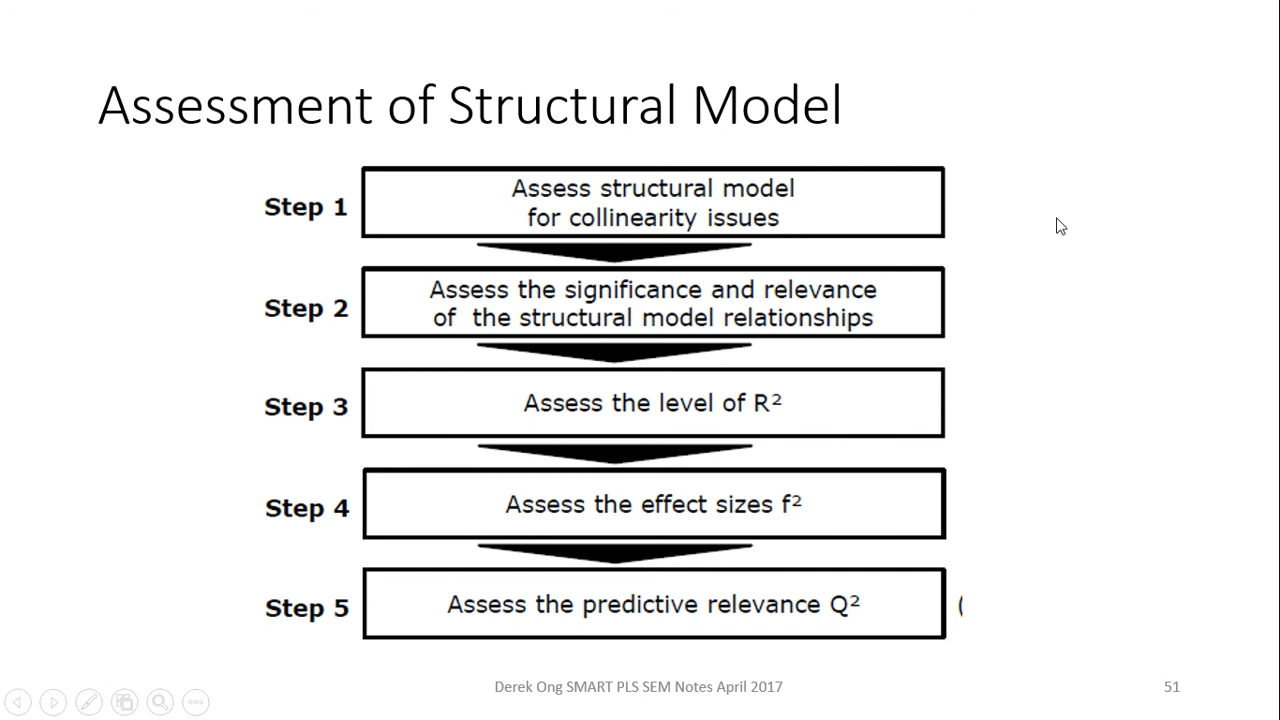 Assessment of Structural Model
Step 1
Assess structural model
for collinearity issues
Step 2
Assess the significance and relevance
of the structural model relationships
Step 3
Assess the level of R²
Step 4
Assess the effect sizes f²
Step 5
Assess the predictive relevance Q²
(
Derek Ong SMART PLS SEM Notes April 2017
51